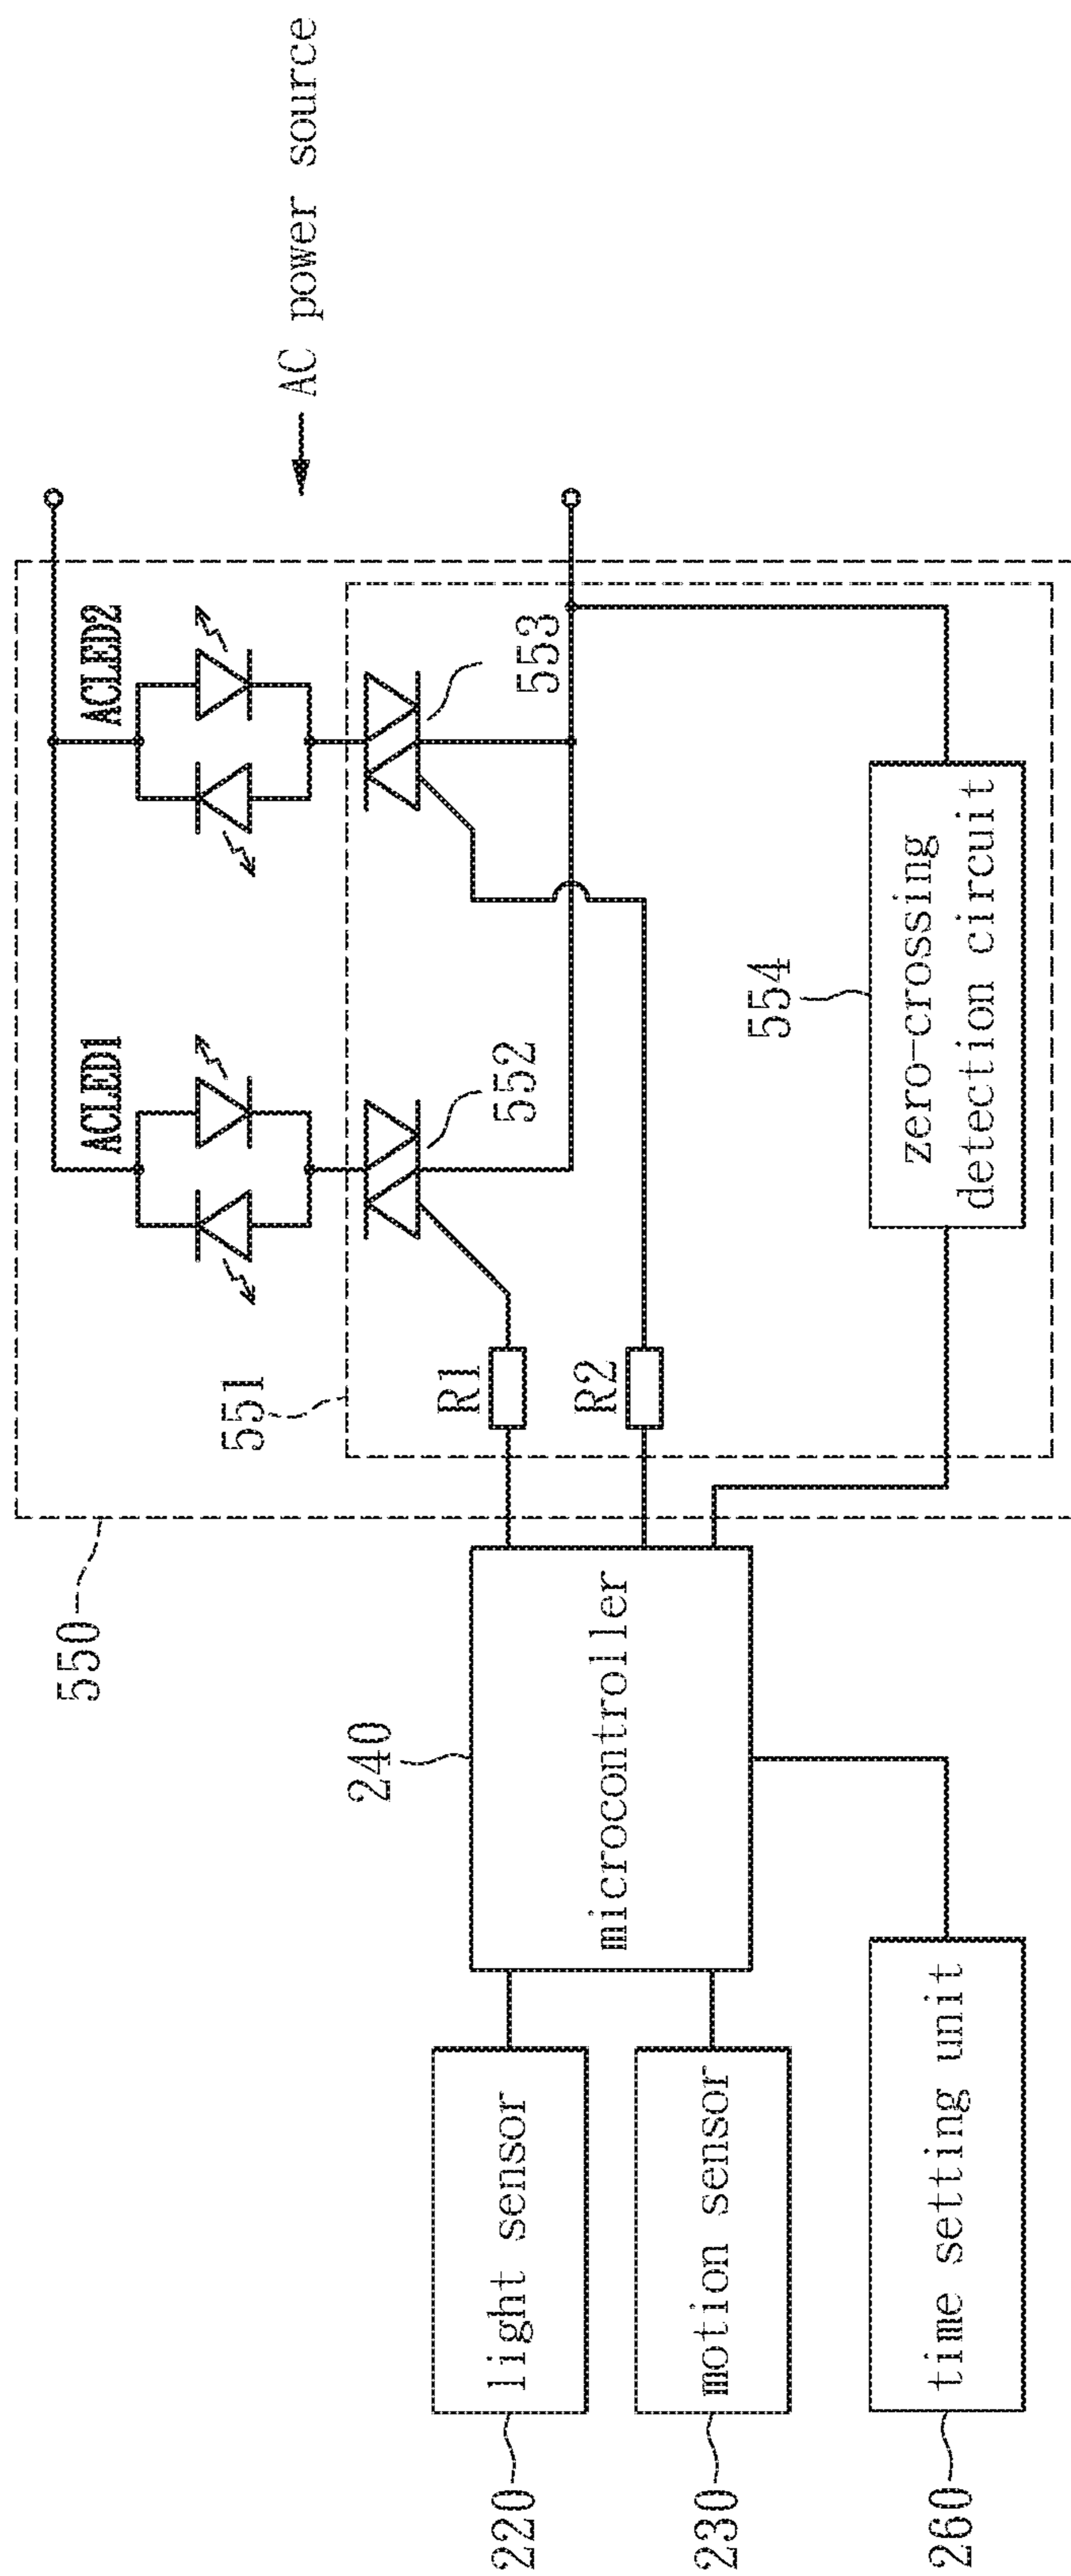 550
ACLED1
ACLED2
AC power source
551
240
R1
552
553
220
light sensor
microcontroller
R2
230
motion sensor
554
zero-crossing
detection circuit
260
time setting unit